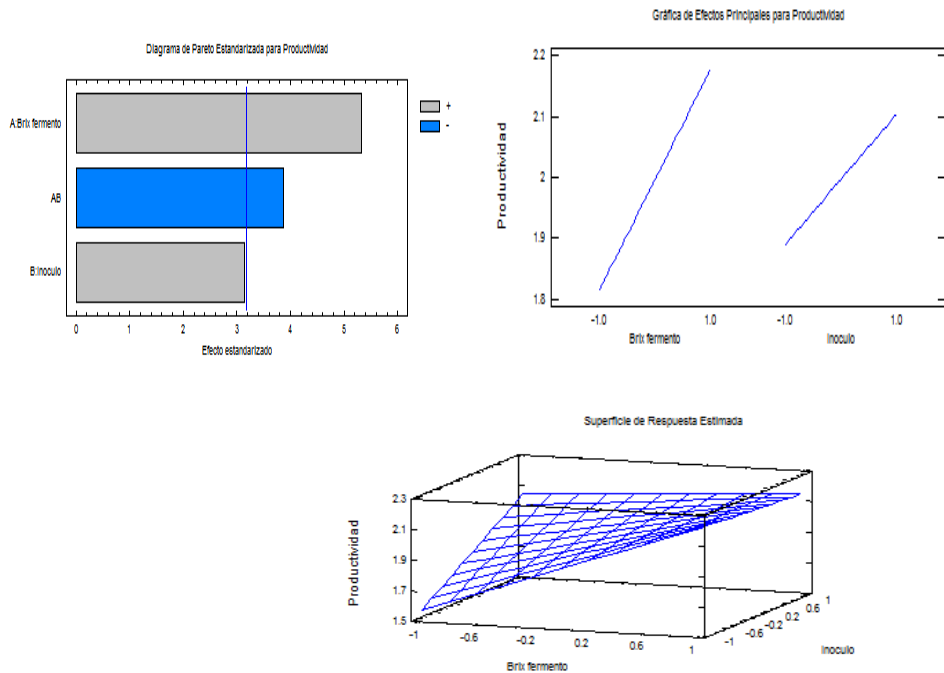 Diagrama de Pareto Estandarizada para Productividad
A:Brix fermento
AB
B:Inoculo
+
-
0 1 2 3 4 5 6
Efecto estandarizado
Gráfica de Efectos Principales para Productividad
Productividad
2.2
2.1
2
1.9
1.8
-1.0 1.0 -1.0 1.0
Brix fermento Inoculo
Superficie de Respuesta Estimada
Productividad
2.3
2.1
1.9
1.7
1.5
-1 -0.6 -0.2 0.2 0.6 1
Brix fermento
-1 -0.6 -0.2 0.2 0.6 1
Inoculo